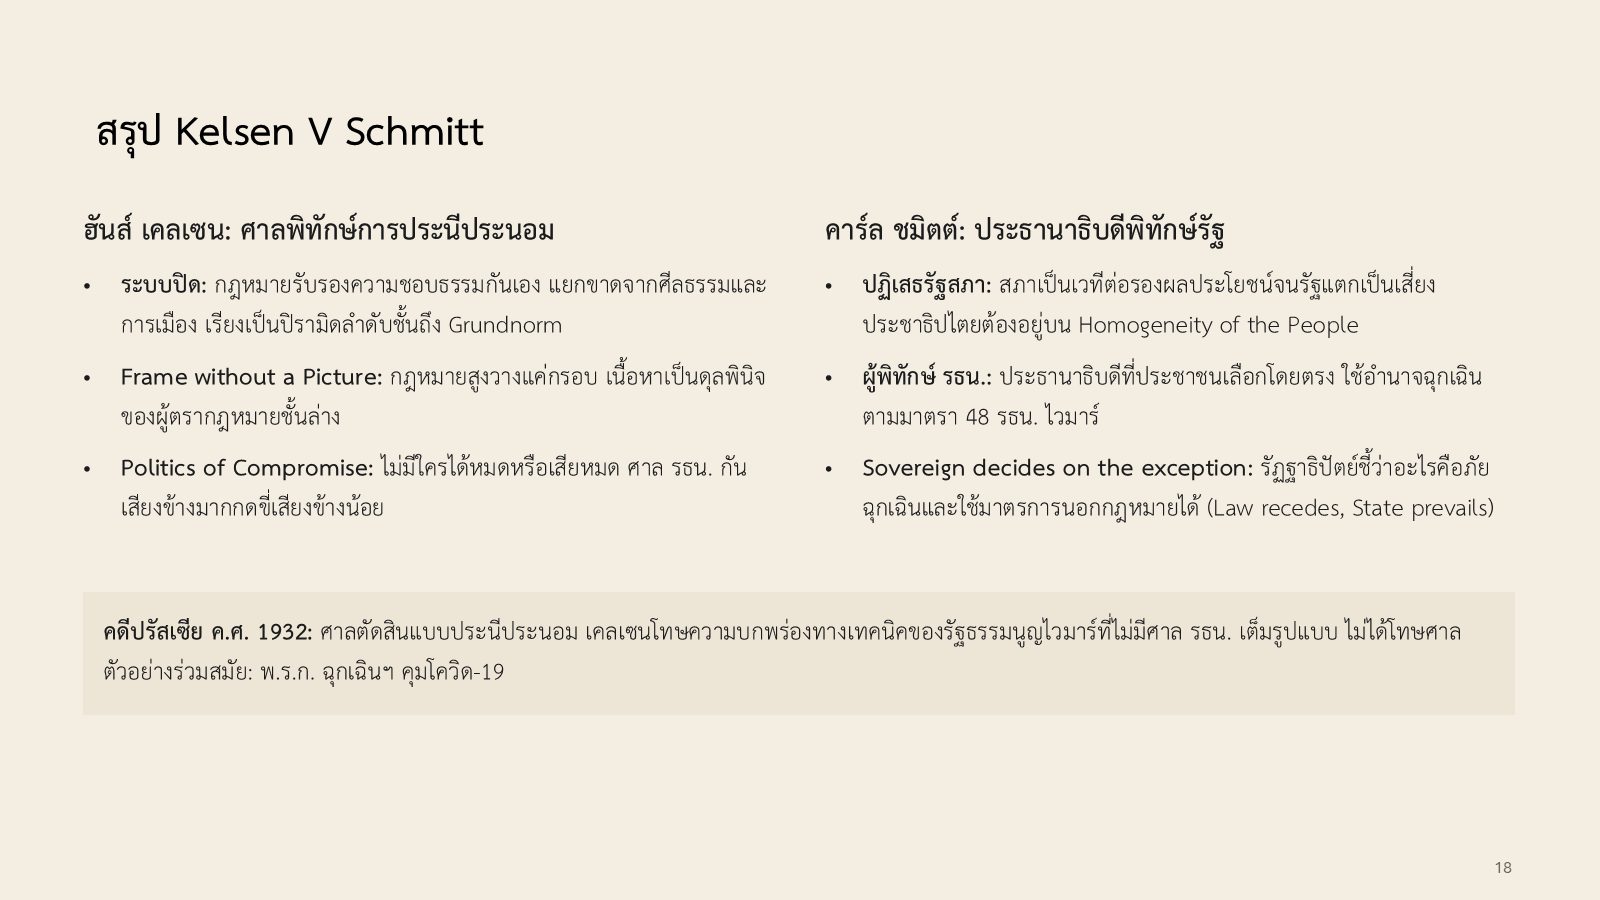 สรุป Kelsen V Schmitt
ฮันส์ เคลเซน: ศาลพิทักษ์การประนีประนอม
• ระบบปิด: กฎหมายรับรองความชอบธรรมกันเอง แยกขาดจากศีลธรรมและ
การเมือง เรียงเป็นปิรามิดลำดับชั้นถึง Grundnorm
• Frame without a Picture: กฎหมายสูงวางแค่กรอบ เนื้อหาเป็นดุลพินิจ
ของผู้ตรากฎหมายชั้นล่าง
• Politics of Compromise: ไม่มีใครได้หมดหรือเสียหมด ศาล รธน. กัน
เสียงข้างมากกดขี่เสียงข้างน้อย
คาร์ล ชมิตต์: ประธานาธิบดีพิทักษ์รัฐ
• ปฏิเสธรัฐสภา: สภาเป็นเวทีต่อรองผลประโยชน์จนรัฐแตกเป็นเสี่ยง
ประชาธิปไตยต้องอยู่บน Homogeneity of the People
• ผู้พิทักษ์ รธน.: ประธานาธิบดีที่ประชาชนเลือกโดยตรง ใช้อำนาจฉุกเฉิน
ตามมาตรา 48 รธน. ไวมาร์
• Sovereign decides on the exception: รัฏฐาธิปัตย์ชี้ว่าอะไรคือภัย
ฉุกเฉินและใช้มาตรการนอกกฎหมายได้ (Law recedes, State prevails)
คดีปรัสเซีย ค.ศ. 1932: ศาลตัดสินแบบประนีประนอม เคลเซนโทษความบกพร่องทางเทคนิคของรัฐธรรมนูญไวมาร์ที่ไม่มีศาล รธน. เต็มรูปแบบ ไม่ได้โทษศาล
ตัวอย่างร่วมสมัย: พ.ร.ก. ฉุกเฉินฯ คุมโควิด-19
18